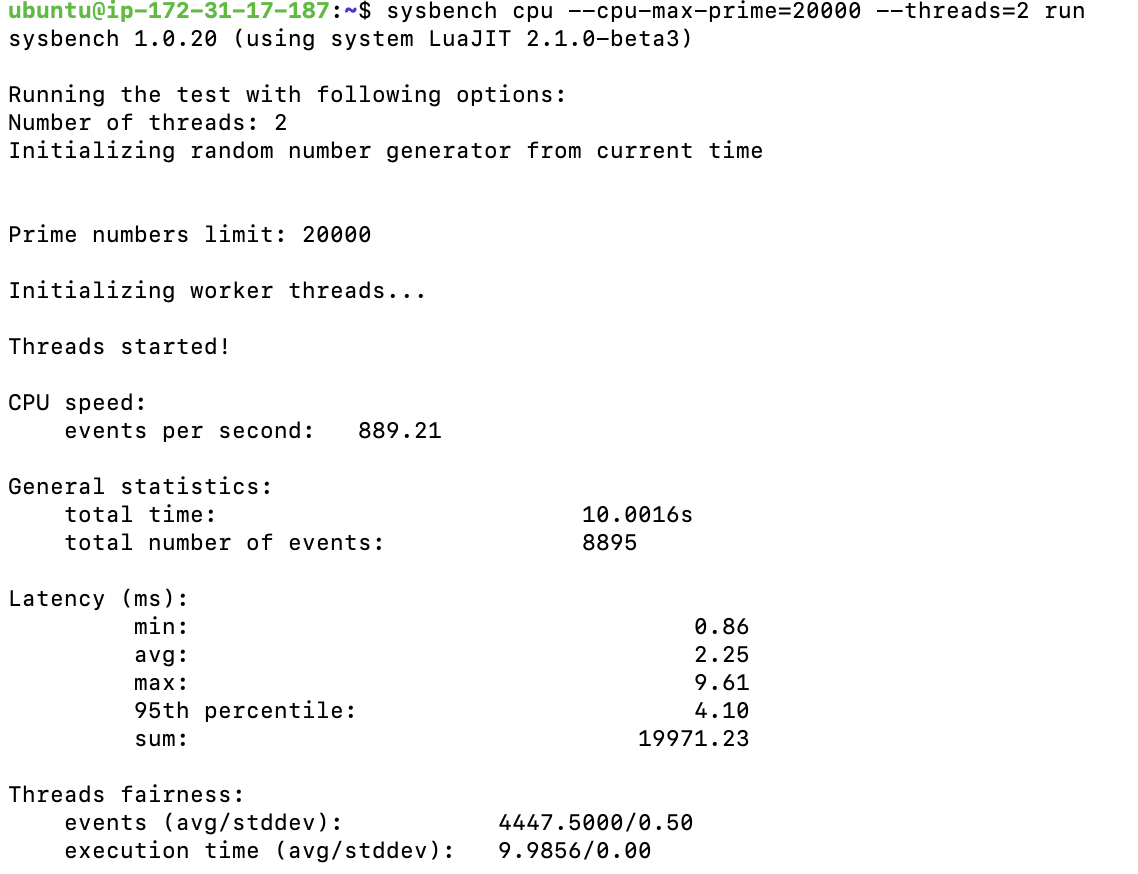 ubuntu@ip-172-31-17-187:~$ sysbench cpu --cpu-max-prime=20000 --threads=2 run
sysbench 1.0.20 (using system LuaJIT 2.1.0-beta3)
Running the test with following options:
Number of threads: 2
Initializing random number generator from current time
Prime numbers limit: 20000
Initializing worker threads...
Threads started!
CPU speed:
events per second: 889.21
General statistics:
total time: 10.0016s
total number of events: 8895
Latency (ms):
min: 0.86
avg: 2.25
max: 9.61
95th percentile: 4.10
sum: 19971.23
Threads fairness:
events (avg/stddev): 4447.5000/0.50
execution time (avg/stddev): 9.9856/0.00